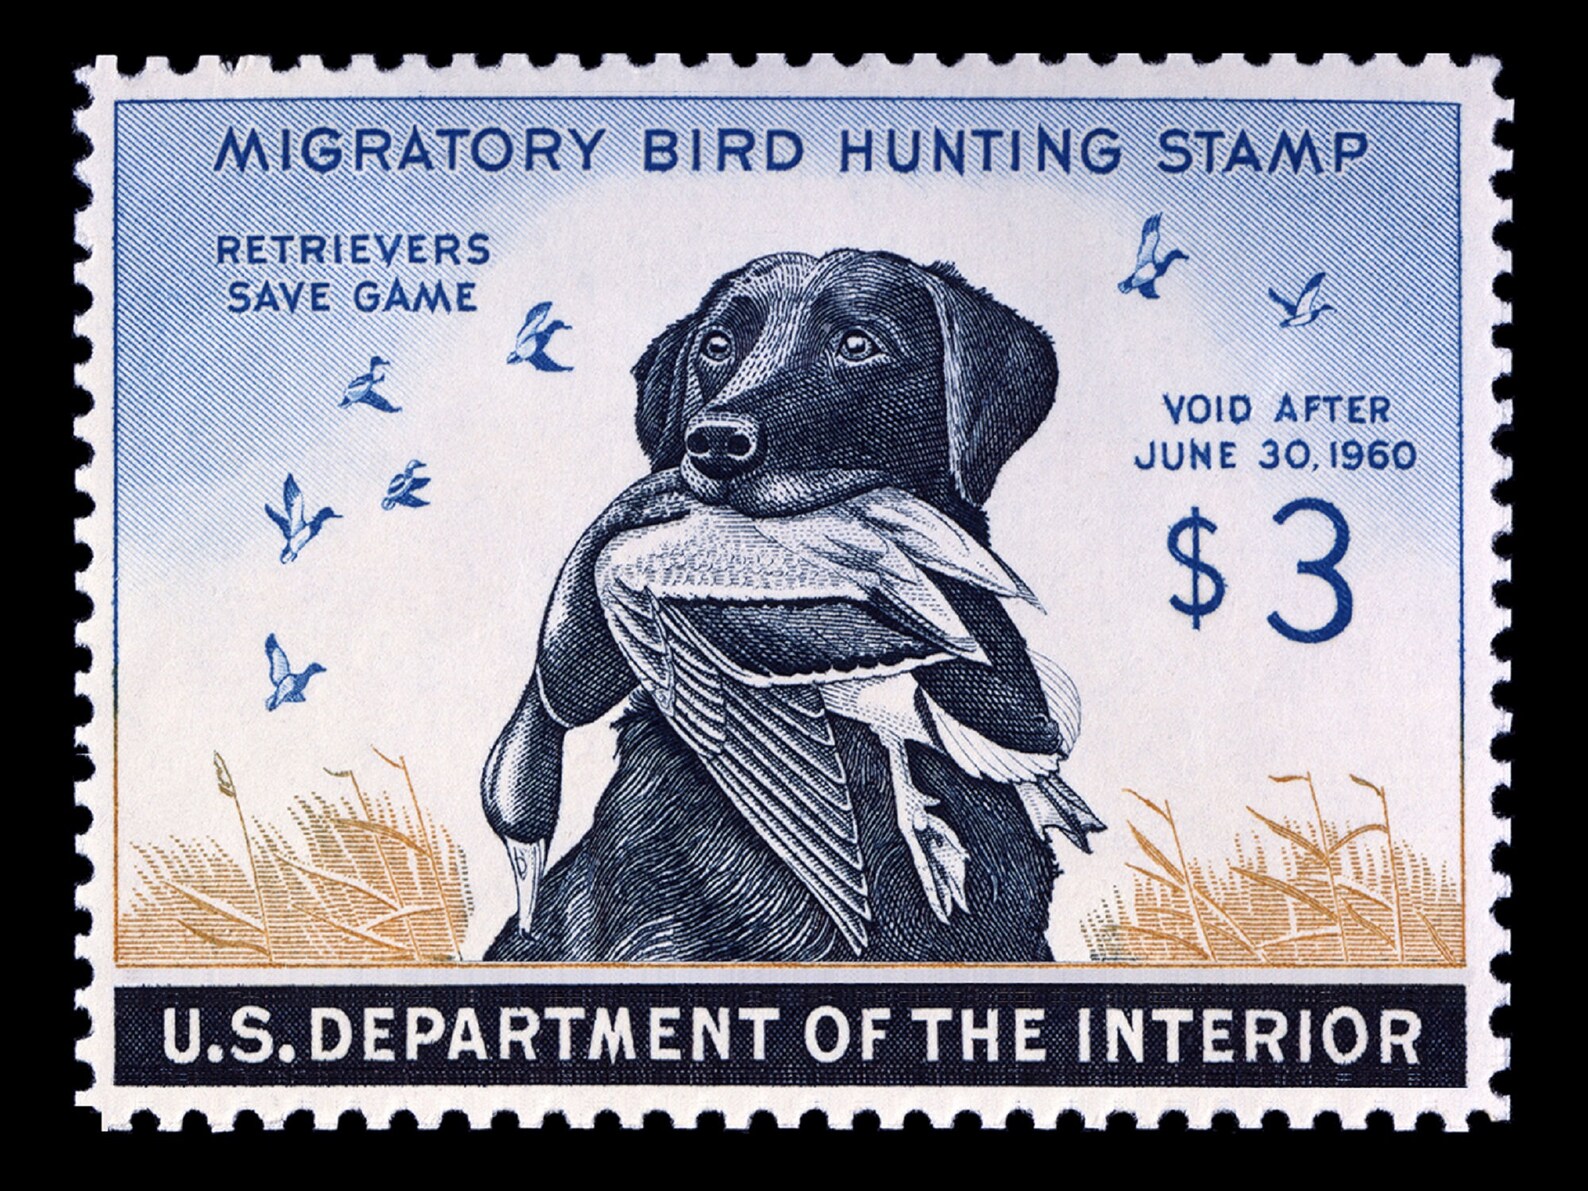 MIGRATORY BIRD HUNTING STAMP
RETRIEVERS
SAVE GAME
VOID AFTER
JUNE 30, 1960
$3
U.S. DEPARTMENT OF THE INTERIOR